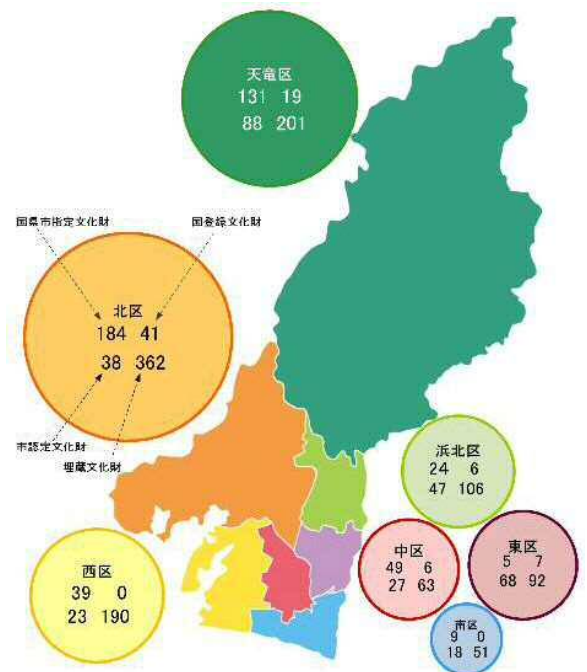 天竜区
131 19
88 201
国県市指定文化財
国登録文化財
北区
184 41
38 362
市認定文化財
埋蔵文化財
浜北区
24 6
47 106
中区
49 6
27 63
東区
5 7
68 92
西区
39 0
23 190
南区
9 0
18 51